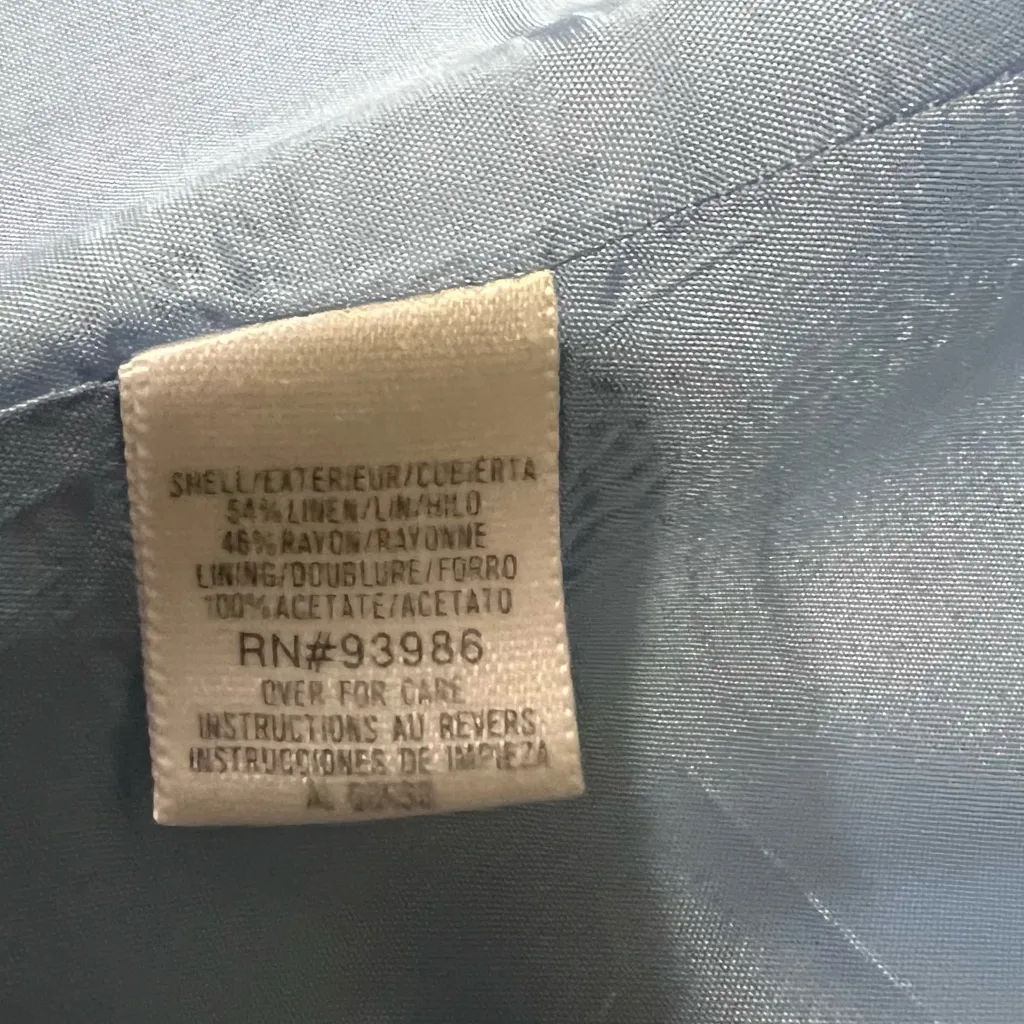 SHELL/EXTERIEUR/CUBIERTA
54% LINEN/LIN/HILO
46% RAYON/RAYONNE
LINING/DOUBLURE/FORRO
100% ACETATE/ACETATO
RN#93986
OVER FOR CARE
INSTRUCTIONS AU REVERS
INSTRUCCIONES DE IMPIEZA